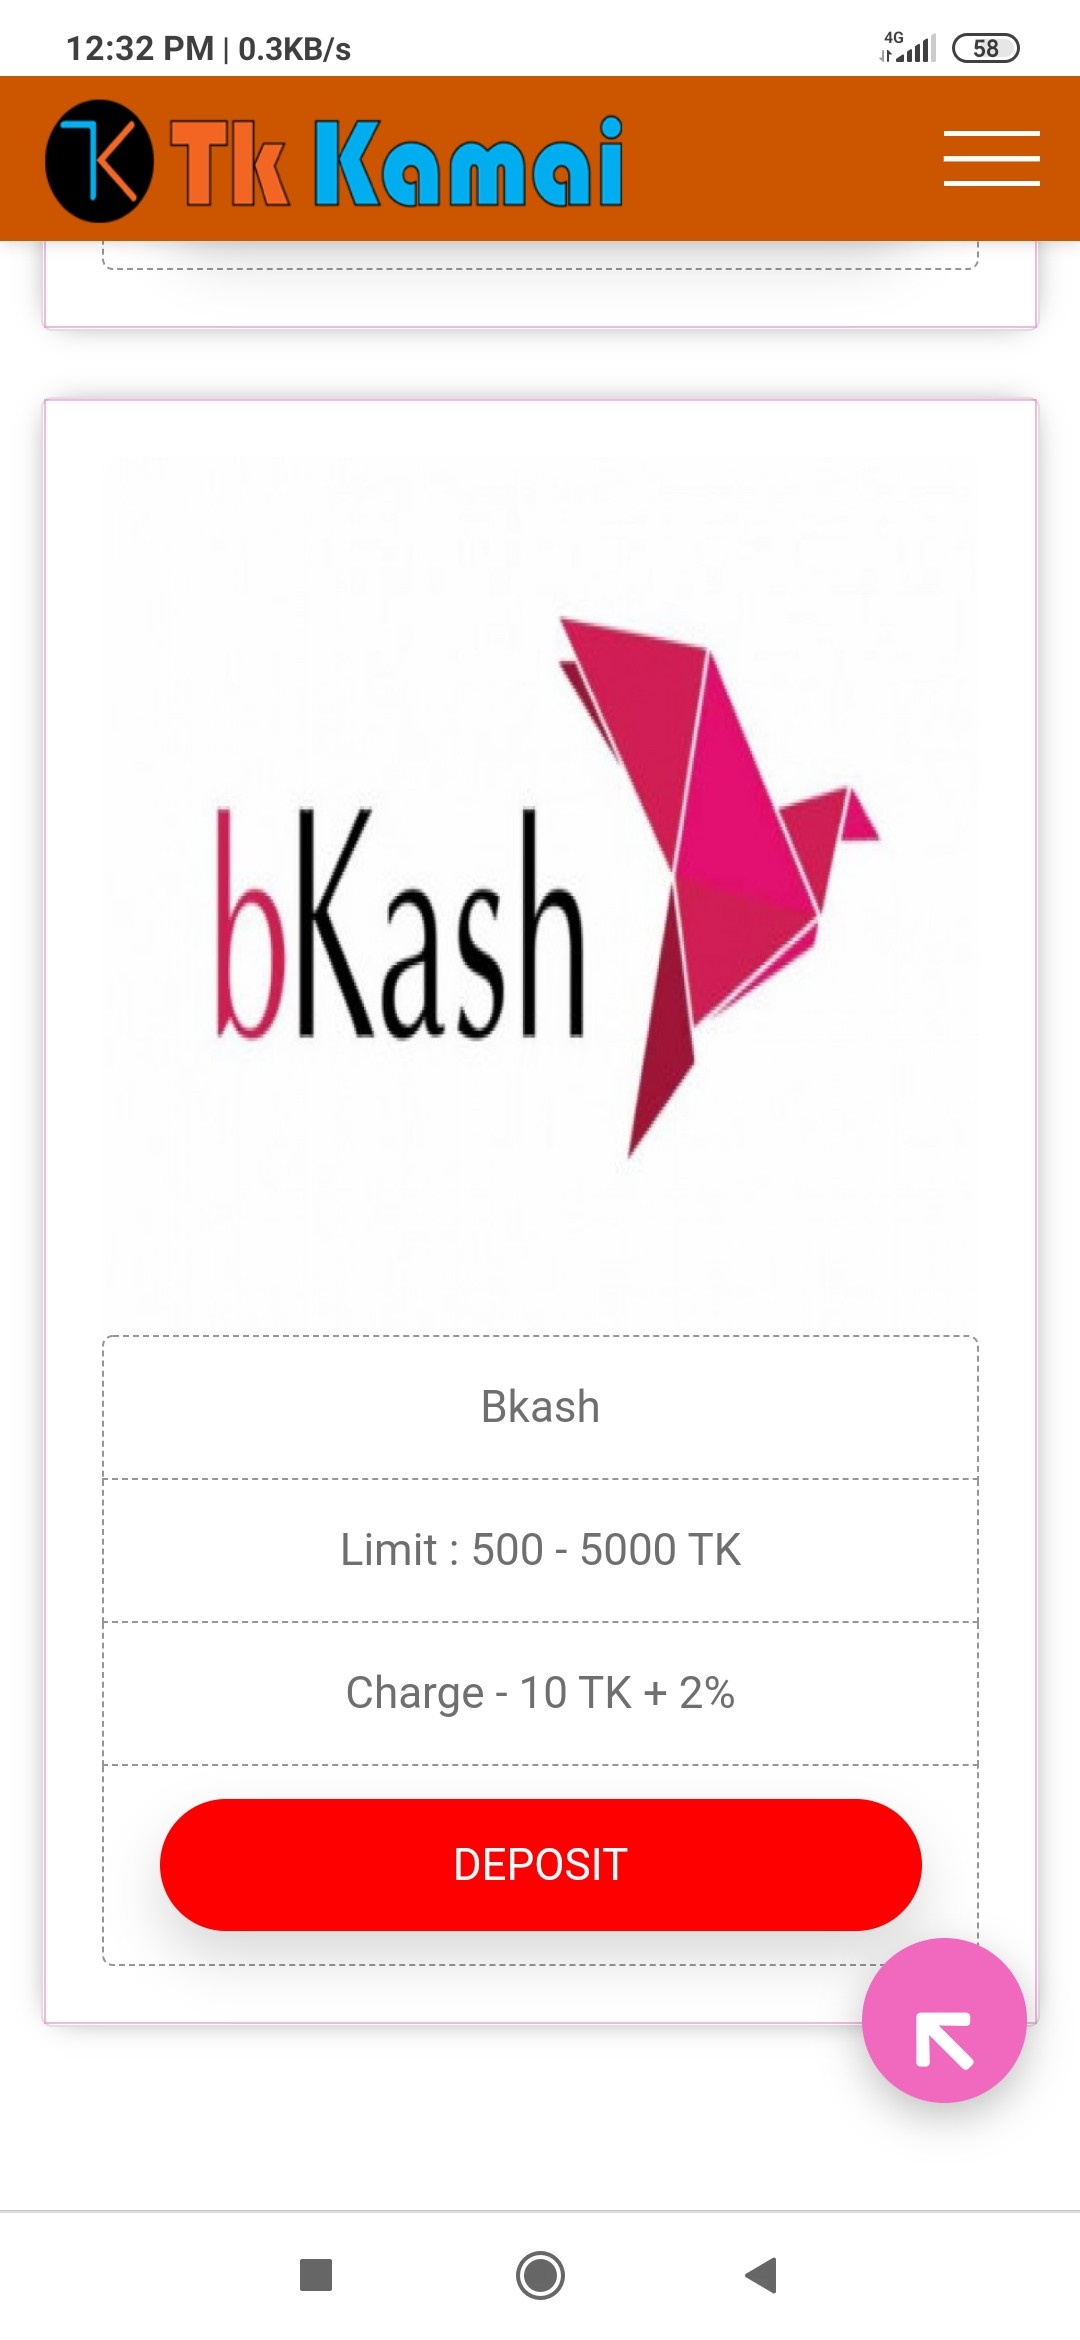 12:32 PM | 0.3KB/s
4G
58
TK Tk Kamai
bKash
Bkash
Limit : 500 - 5000 TK
Charge - 10 TK + 2%
DEPOSIT